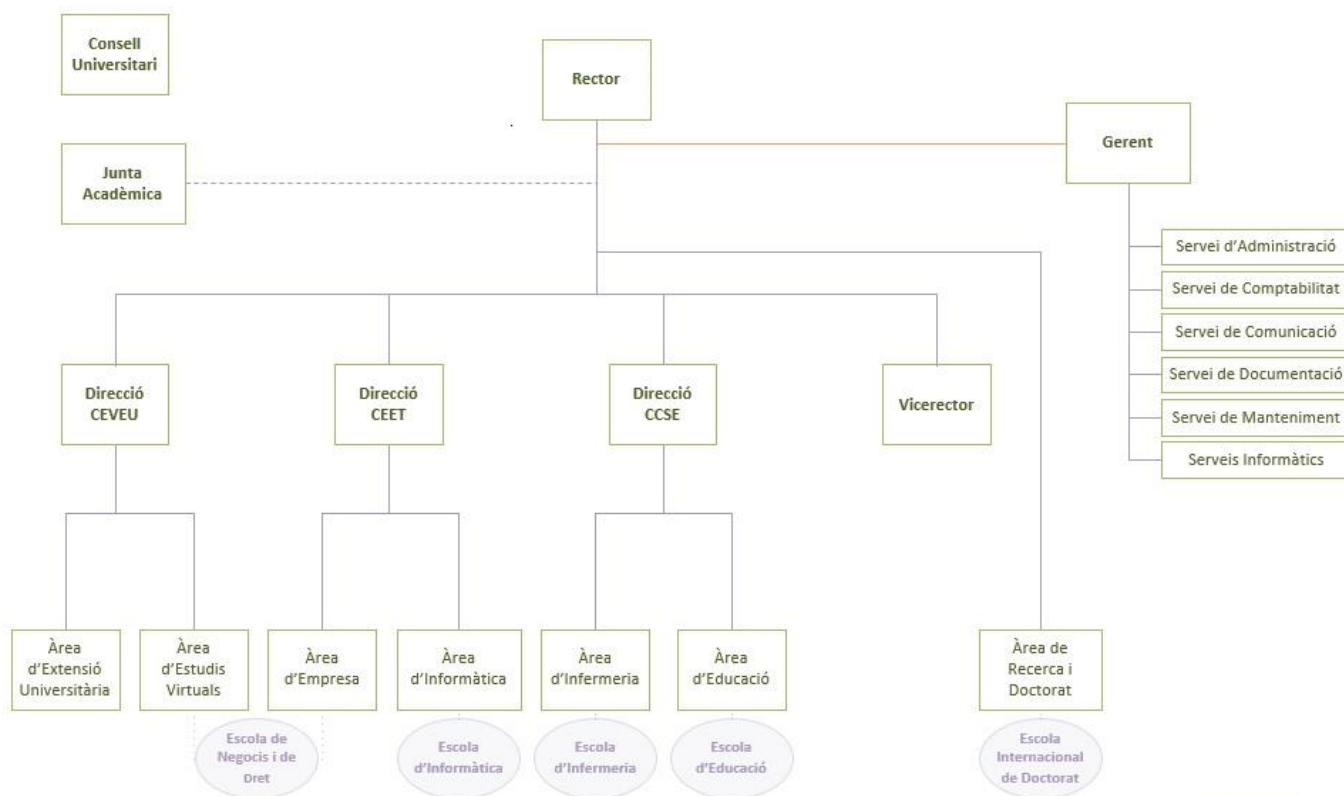 Consell
Universitari
Rector
Gerent
Junta
Acadèmica
Servei d'Administració
Servei de Comptabilitat
Servei de Comunicació
Servei de Documentació
Servei de Manteniment
Serveis Informàtics
Direcció
CEVEU
Direcció
CEET
Direcció
CCSE
Vicerector
Àrea
d'Extensió
Universitària
Àrea
d'Estudis
Virtuals
Àrea
d'Empresa
Àrea
d'Informàtica
Àrea
d'Infermeria
Àrea
d'Educació
Àrea de
Recerca i
Doctorat
Escola de
Negocis i de
Dret
Escola
d'Informàtica
Escola
d'Infermeria
Escola
d'Educació
Escola
Internacional
de Doctorat